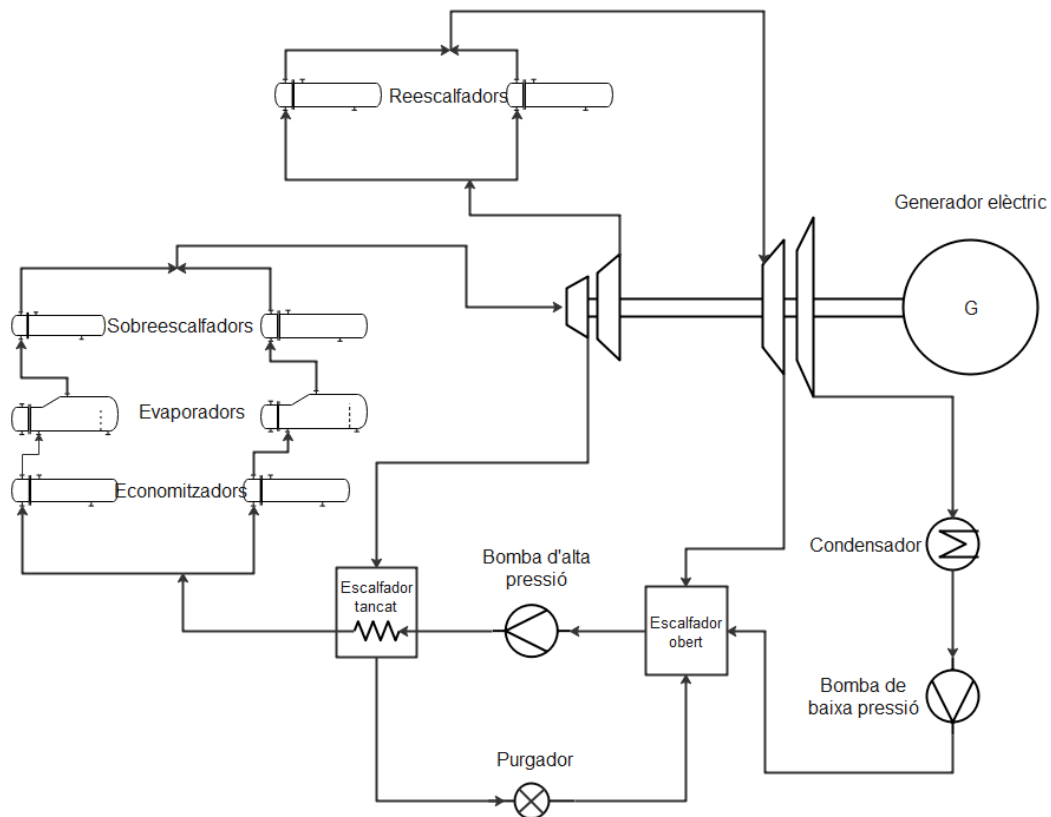 Reescalfadors
Generador elèctric
G
Sobreescalfadors
Evaporadors
Economitzadors
Condensador
Bomba d'alta
pressió
Escalfador
tancat
Escalfador
obert
Bomba de
baixa pressió
Purgador